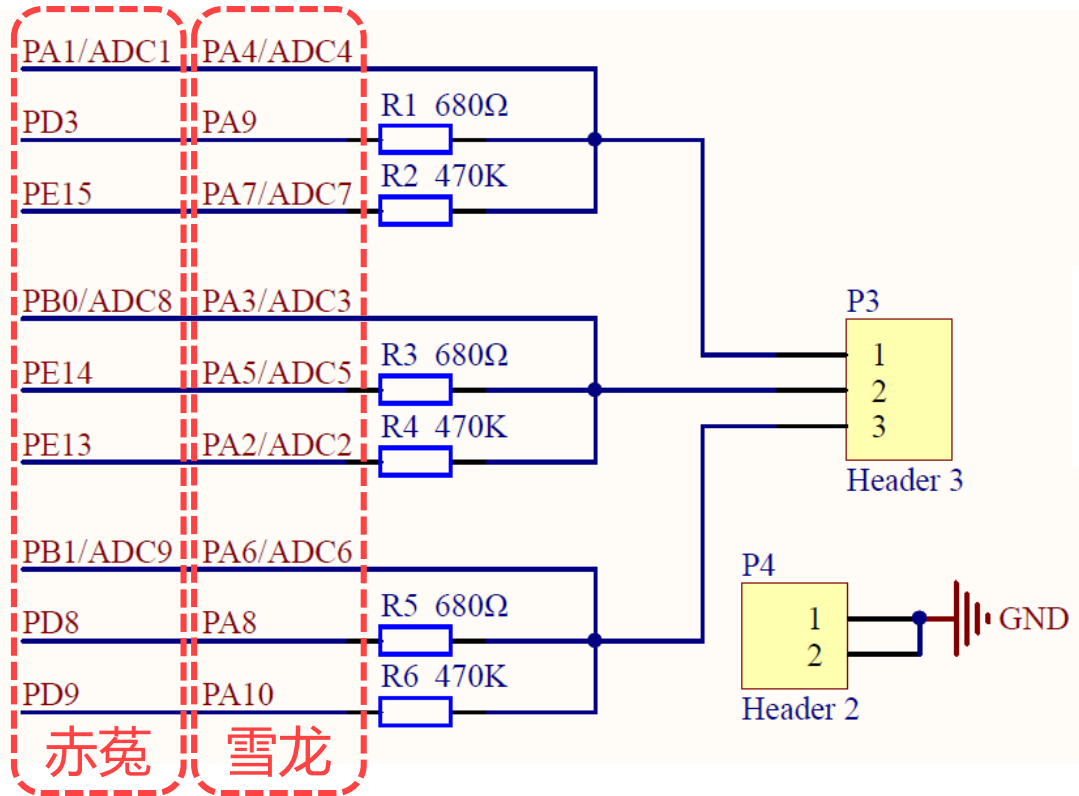 PA1/ADC1 PA4/ADC4
R1 680Ω
PD3 PA9
R2 470K
PE15 PA7/ADC7
PB0/ADC8 PA3/ADC3
P3
R3 680Ω
1
PE14 PA5/ADC5
2
R4 470K
3
PE13 PA2/ADC2
Header 3
PB1/ADC9 PA6/ADC6
P4
R5 680Ω
PD8 PA8
1
GND
2
R6 470K
PD9 PA10
Header 2
赤菟 雪龙